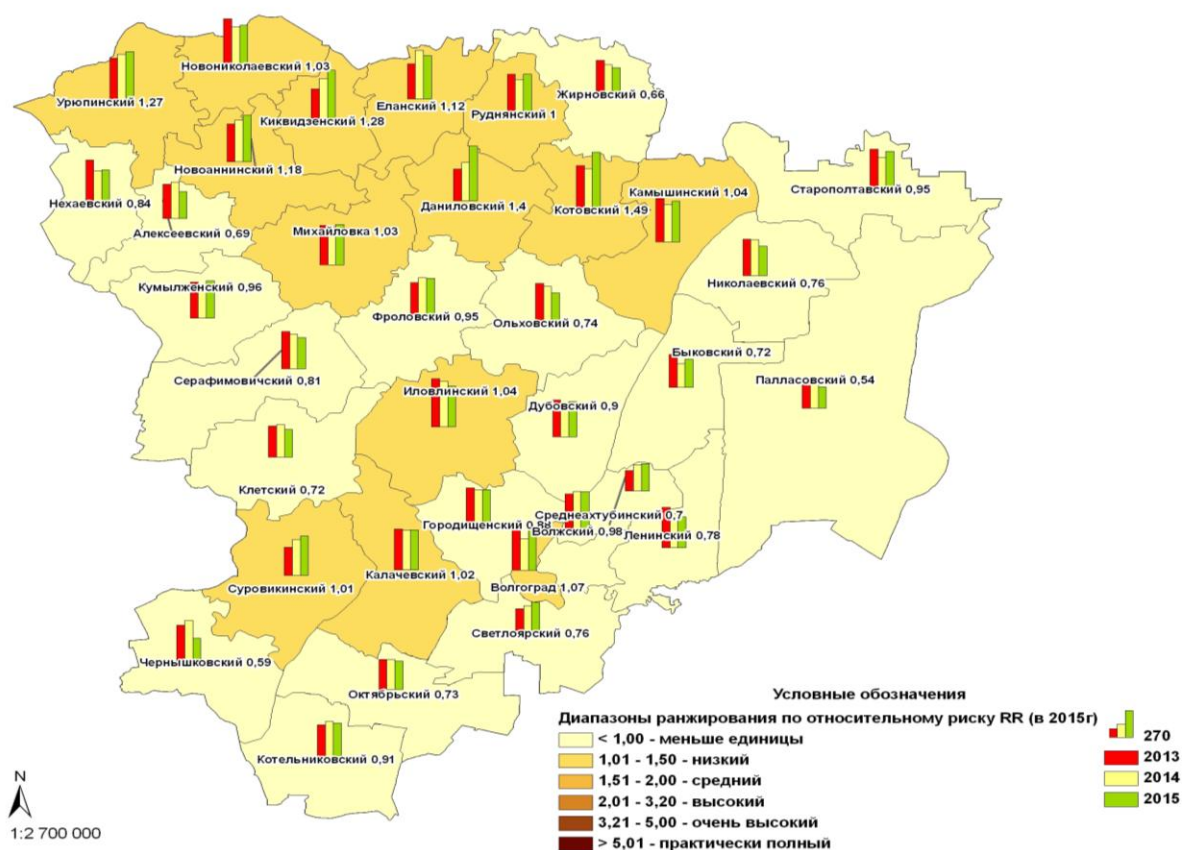 Новониколаевский 1,03
Урюпинский 1,27
Киквидзенский 1,28
Еланский 1,12
Руднянский 1
Жирновский 0,66
Новоаннинский 1,18
Нехаевский 0,84
Алексеевский 0,69
Михайловка 1,03
Даниловский 1,4
Котовский 1,49
Камышинский 1,04
Старополтавский 0,95
Кумылженский 0,96
Фроловский 0,95
Ольховский 0,74
Николаевский 0,76
Серафимовичский 0,81
Быковский 0,72
Иловлинский 1,04
Дубовский 0,9
Палласовский 0,54
Клетский 0,72
Городищенский 0,88
Среднеахтубинский 0,7
Волжский 0,98
Ленинский 0,78
Суровикинский 1,01
Калачевский 1,02
Волгоград 1,07
Светлоярский 0,76
Чернышковский 0,59
Октябрьский 0,73
Котельниковский 0,91
N
1:2 700 000
Условные обозначения
Диапазоны ранжирования по относительному риску RR (в 2015г)
< 1,00 - меньше единицы
1,01 - 1,50 - низкий
1,51 - 2,00 - средний
2,01 - 3,20 - высокий
3,21 - 5,00 - очень высокий
> 5,01 - практически полный
270
2013
2014
2015